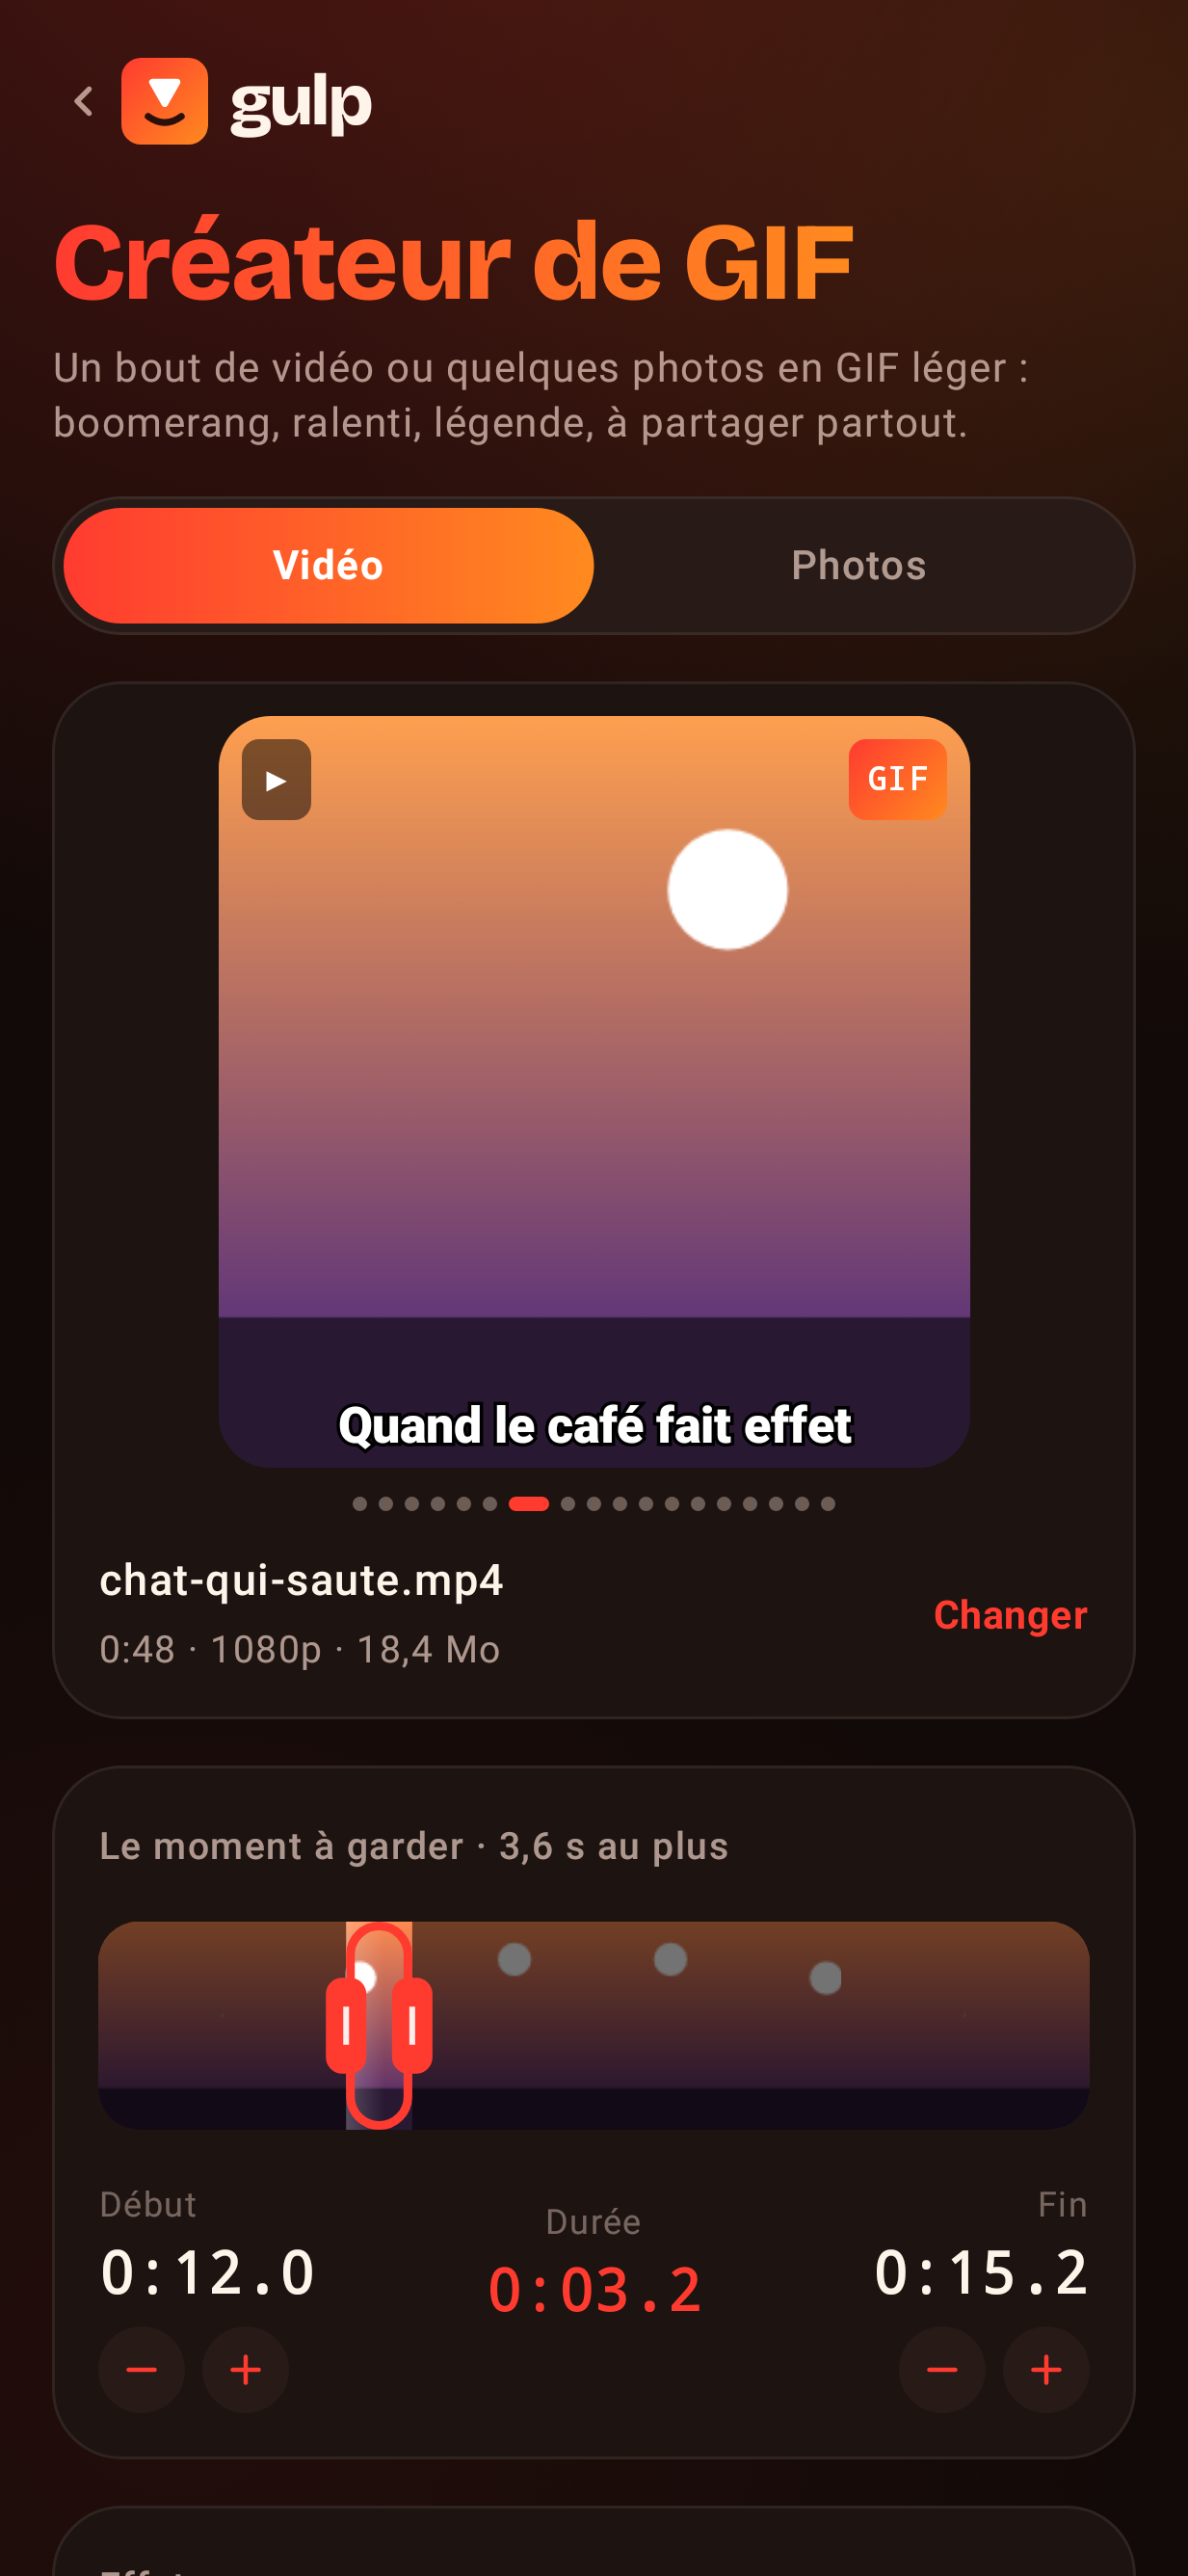 gulp
Créateur de GIF
Un bout de vidéo ou quelques photos en GIF léger :
boomerang, ralenti, légende, à partager partout.
Vidéo
Photos
GIF
Quand le café fait effet
chat-qui-saute.mp4
0:48 · 1080p · 18,4 Mo
Changer
Le moment à garder · 3,6 s au plus
Début
Durée
Fin
0:12.0
0:03.2
0:15.2